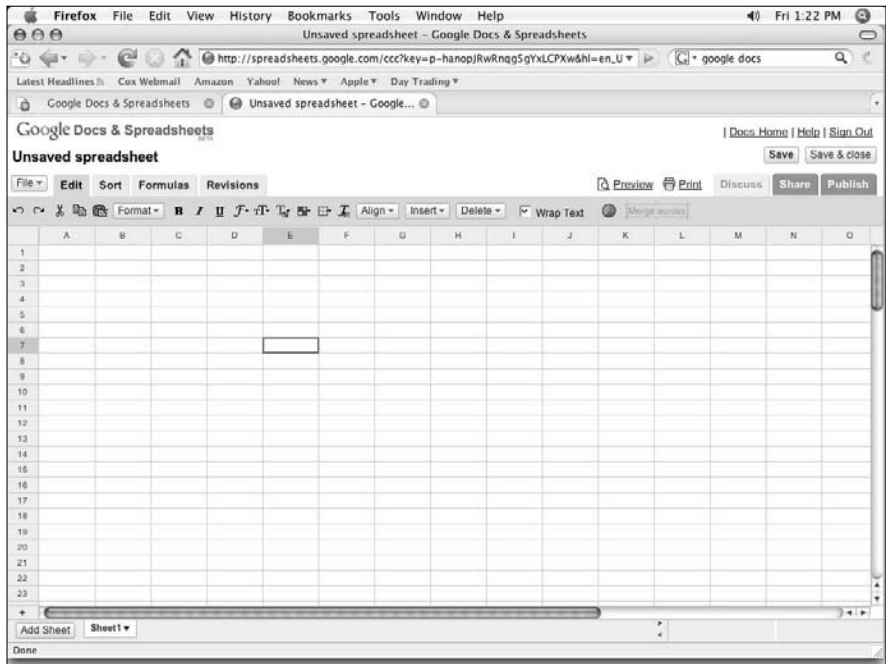 Firefox File Edit View History Bookmarks Tools Window Help Fri 1:22 PM
Unsaved spreadsheet – Google Docs & Spreadsheets
http://spreadsheets.google.com/ccc?key=p-hanopJRwRnqgSgYxLCPXw&hl=en_U google docs
Latest Headlines Cox Webmail Amazon Yahoo! News Apple Day Trading
Google Docs & Spreadsheets Unsaved spreadsheet – Google...
Google Docs & Spreadsheets BETA | Docs Home | Help | Sign Out
Unsaved spreadsheet Save Save & close
File Edit Sort Formulas Revisions Preview Print Discuss Share Publish
Format B I U Align Insert Delete Wrap Text Merge across
A B C D E F G H I J K L M N O
1
2
3
4
5
6
7
8
9
10
11
12
13
14
15
16
17
18
19
20
21
22
23
Add Sheet Sheet1
Done